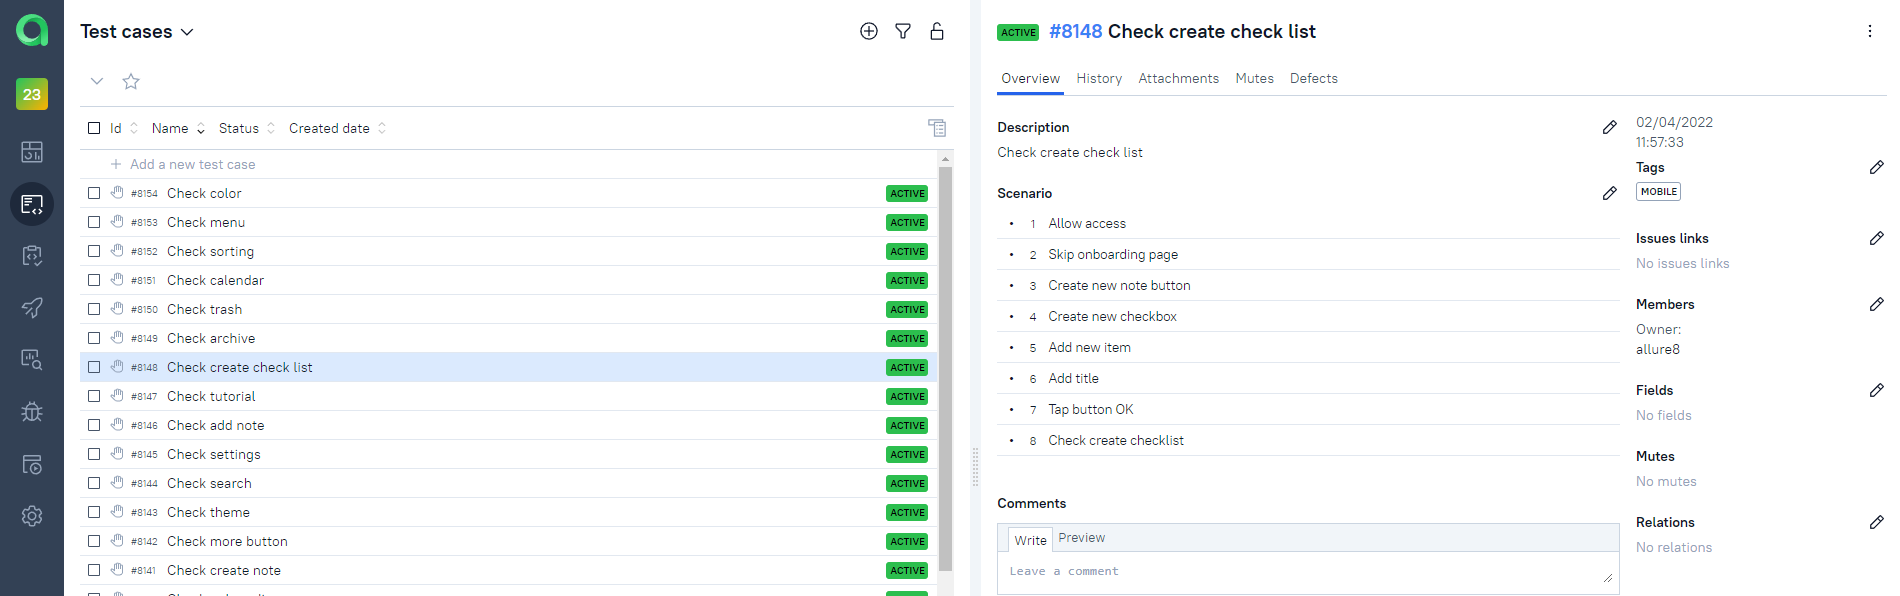 Test cases
23
Id Name Status Created date
Add a new test case
#8154 Check color ACTIVE
#8153 Check menu ACTIVE
#8152 Check sorting ACTIVE
#8151 Check calendar ACTIVE
#8150 Check trash ACTIVE
#8149 Check archive ACTIVE
#8148 Check create check list ACTIVE
#8147 Check tutorial ACTIVE
#8146 Check add note ACTIVE
#8145 Check settings ACTIVE
#8144 Check search ACTIVE
#8143 Check theme ACTIVE
#8142 Check more button ACTIVE
#8141 Check create note ACTIVE
ACTIVE #8148 Check create check list
Overview History Attachments Mutes Defects
Description
Check create check list
Scenario
1 Allow access
2 Skip onboarding page
3 Create new note button
4 Create new checkbox
5 Add new item
6 Add title
7 Tap button OK
8 Check create checklist
Comments
Write Preview
Leave a comment
02/04/2022
11:57:33
Tags
MOBILE
Issues links
No issues links
Members
Owner:
allure8
Fields
No fields
Mutes
No mutes
Relations
No relations